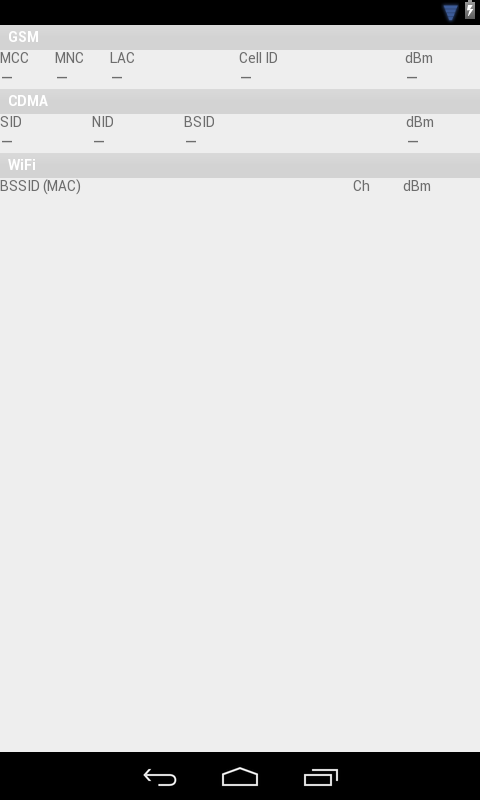 GSM
MCC MNC LAC Cell ID dBm
— — — — —
CDMA
SID NID BSID dBm
— — — —
WiFi
BSSID (MAC) Ch dBm